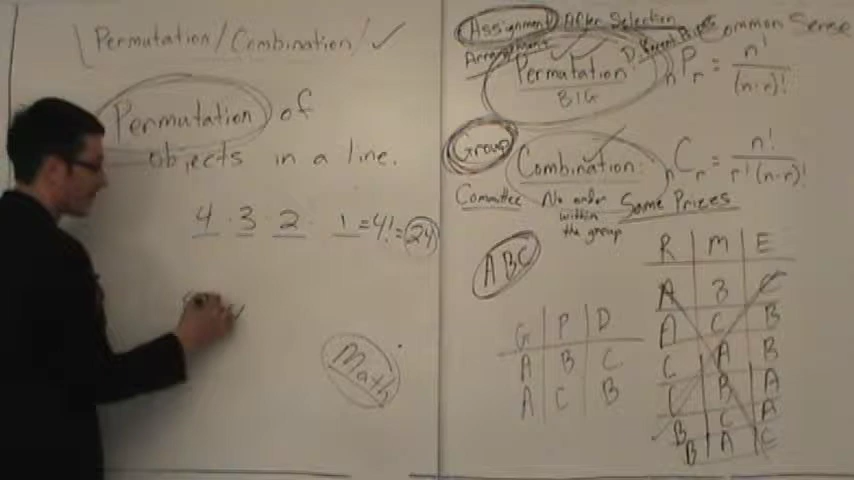 Permutation/Combination! ✓
Permutation of
objects in a line.
4 · 3 · 2 · 1 = 4! = 24
Math
Assignment After Selection Common Sense
Arrangement Different Prizes
Permutation: nPr = n! / (n-r)!
BIG
Group
Combination: nCr = n! / r!(n-r)!
Committee No order Same Prizes
within
the group
ABC
G P D
A B C
A C B
R M E
A B C
A C B
C A B
C B A
B C A
B A C